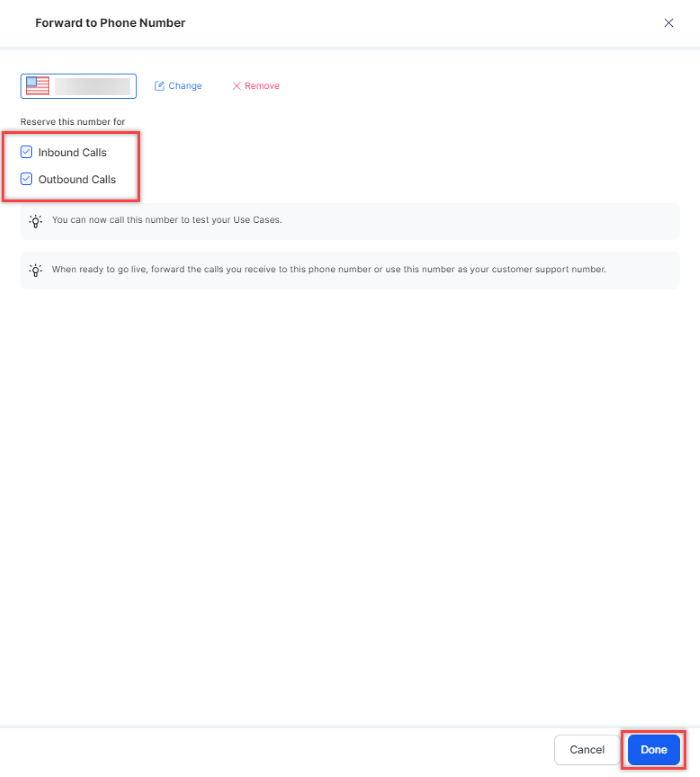 Forward to Phone Number
Change
Remove
Reserve this number for
Inbound Calls
Outbound Calls
You can now call this number to test your Use Cases.
When ready to go live, forward the calls you receive to this phone number or use this number as your customer support number.
Cancel
Done